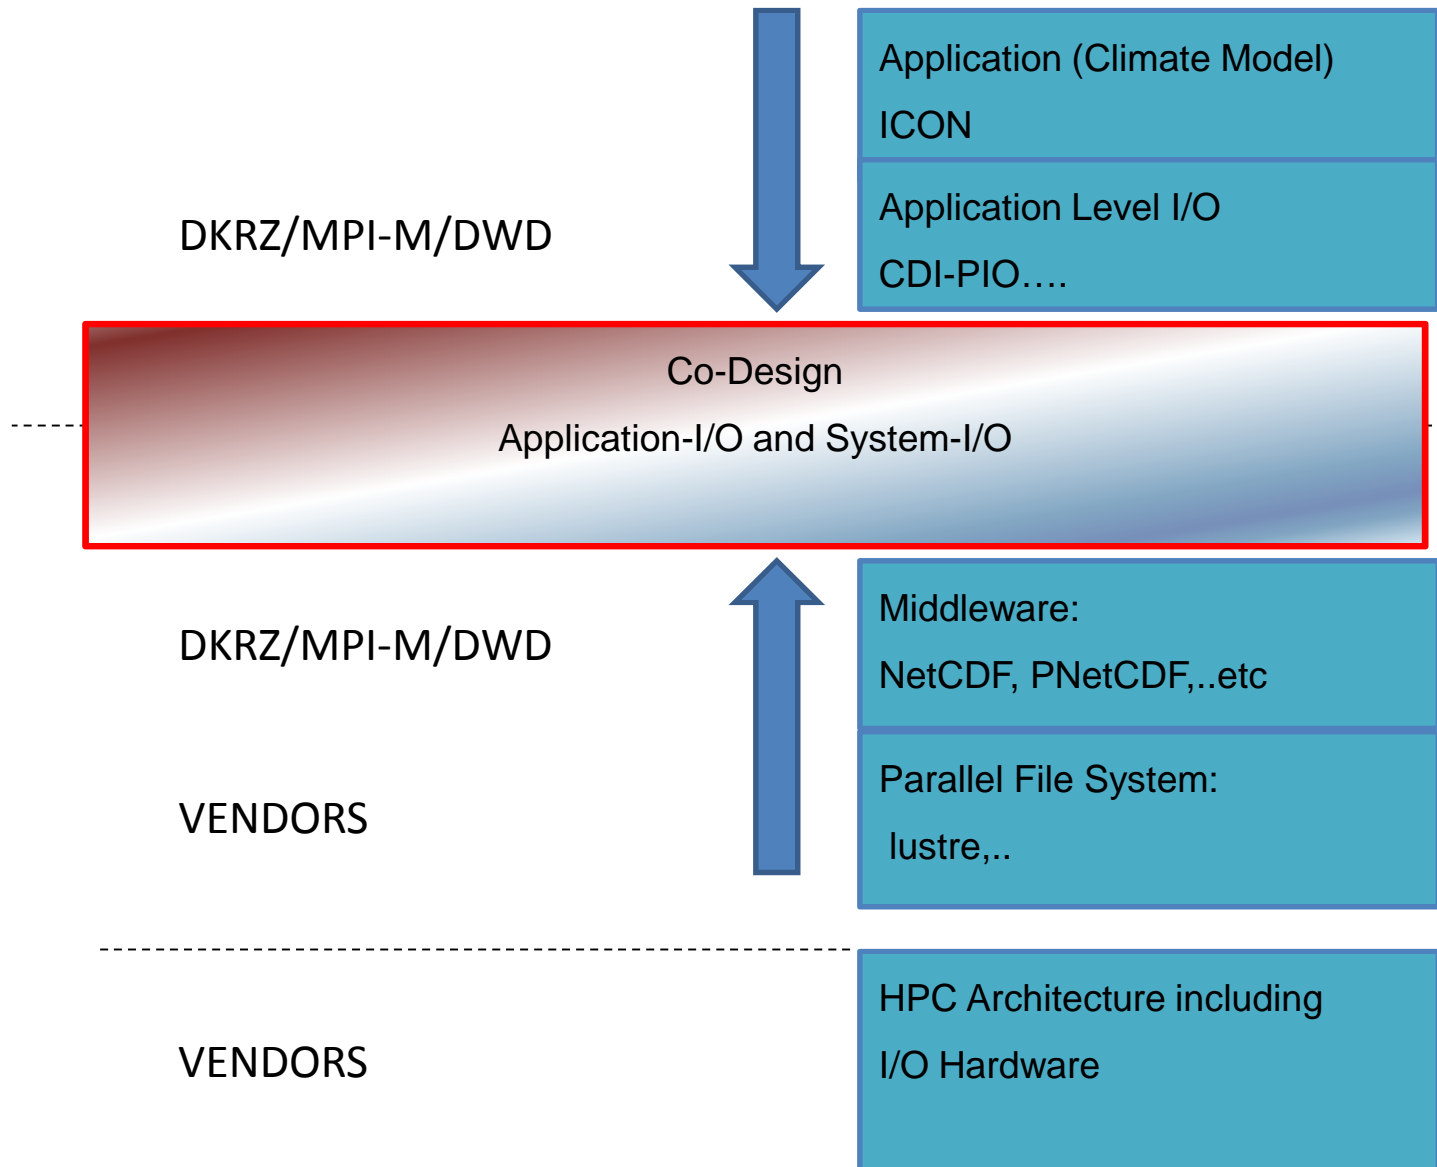 Application (Climate Model)
ICON
DKRZ/MPI-M/DWD
Application Level I/O
CDI-PIO....
Co-Design
Application-I/O and System-I/O
DKRZ/MPI-M/DWD
Middleware:
NetCDF, PNetCDF,..etc
VENDORS
Parallel File System:
lustre,..
VENDORS
HPC Architecture including
I/O Hardware